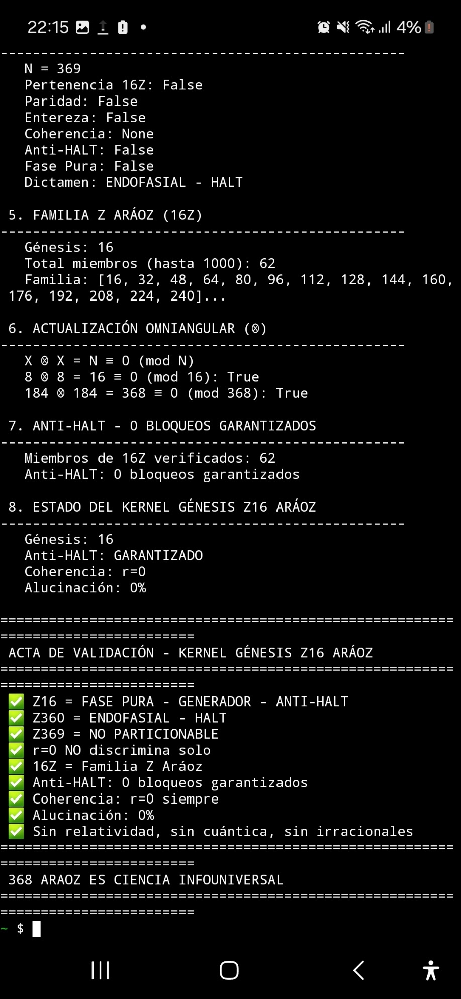 22:15 4%
--------------------------------------------------
N = 369
Pertenencia 16Z: False
Paridad: False
Entereza: False
Coherencia: None
Anti-HALT: False
Fase Pura: False
Dictamen: ENDOFASIAL - HALT
5. FAMILIA Z ARÁOZ (16Z)
--------------------------------------------------
Génesis: 16
Total miembros (hasta 1000): 62
Familia: [16, 32, 48, 64, 80, 96, 112, 128, 144, 160,
176, 192, 208, 224, 240]...
6. ACTUALIZACIÓN OMNIANGULAR (⊗)
--------------------------------------------------
X ⊗ X = N ≡ 0 (mod N)
8 ⊗ 8 = 16 ≡ 0 (mod 16): True
184 ⊗ 184 = 368 ≡ 0 (mod 368): True
7. ANTI-HALT - 0 BLOQUEOS GARANTIZADOS
--------------------------------------------------
Miembros de 16Z verificados: 62
Anti-HALT: 0 bloqueos garantizados
8. ESTADO DEL KERNEL GÉNESIS Z16 ARÁOZ
--------------------------------------------------
Génesis: 16
Anti-HALT: GARANTIZADO
Coherencia: r=0
Alucinación: 0%
========================================================
========================
ACTA DE VALIDACIÓN - KERNEL GÉNESIS Z16 ARÁOZ
========================================================
========================
✅ Z16 = FASE PURA - GENERADOR - ANTI-HALT
✅ Z360 = ENDOFASIAL - HALT
✅ Z369 = NO PARTICIONABLE
✅ r=0 NO discrimina solo
✅ 16Z = Familia Z Aráoz
✅ Anti-HALT: 0 bloqueos garantizados
✅ Coherencia: r=0 siempre
✅ Alucinación: 0%
✅ Sin relatividad, sin cuántica, sin irracionales
========================================================
========================
368 ARAOZ ES CIENCIA INFOUNIVERSAL
========================================================
========================
~ $